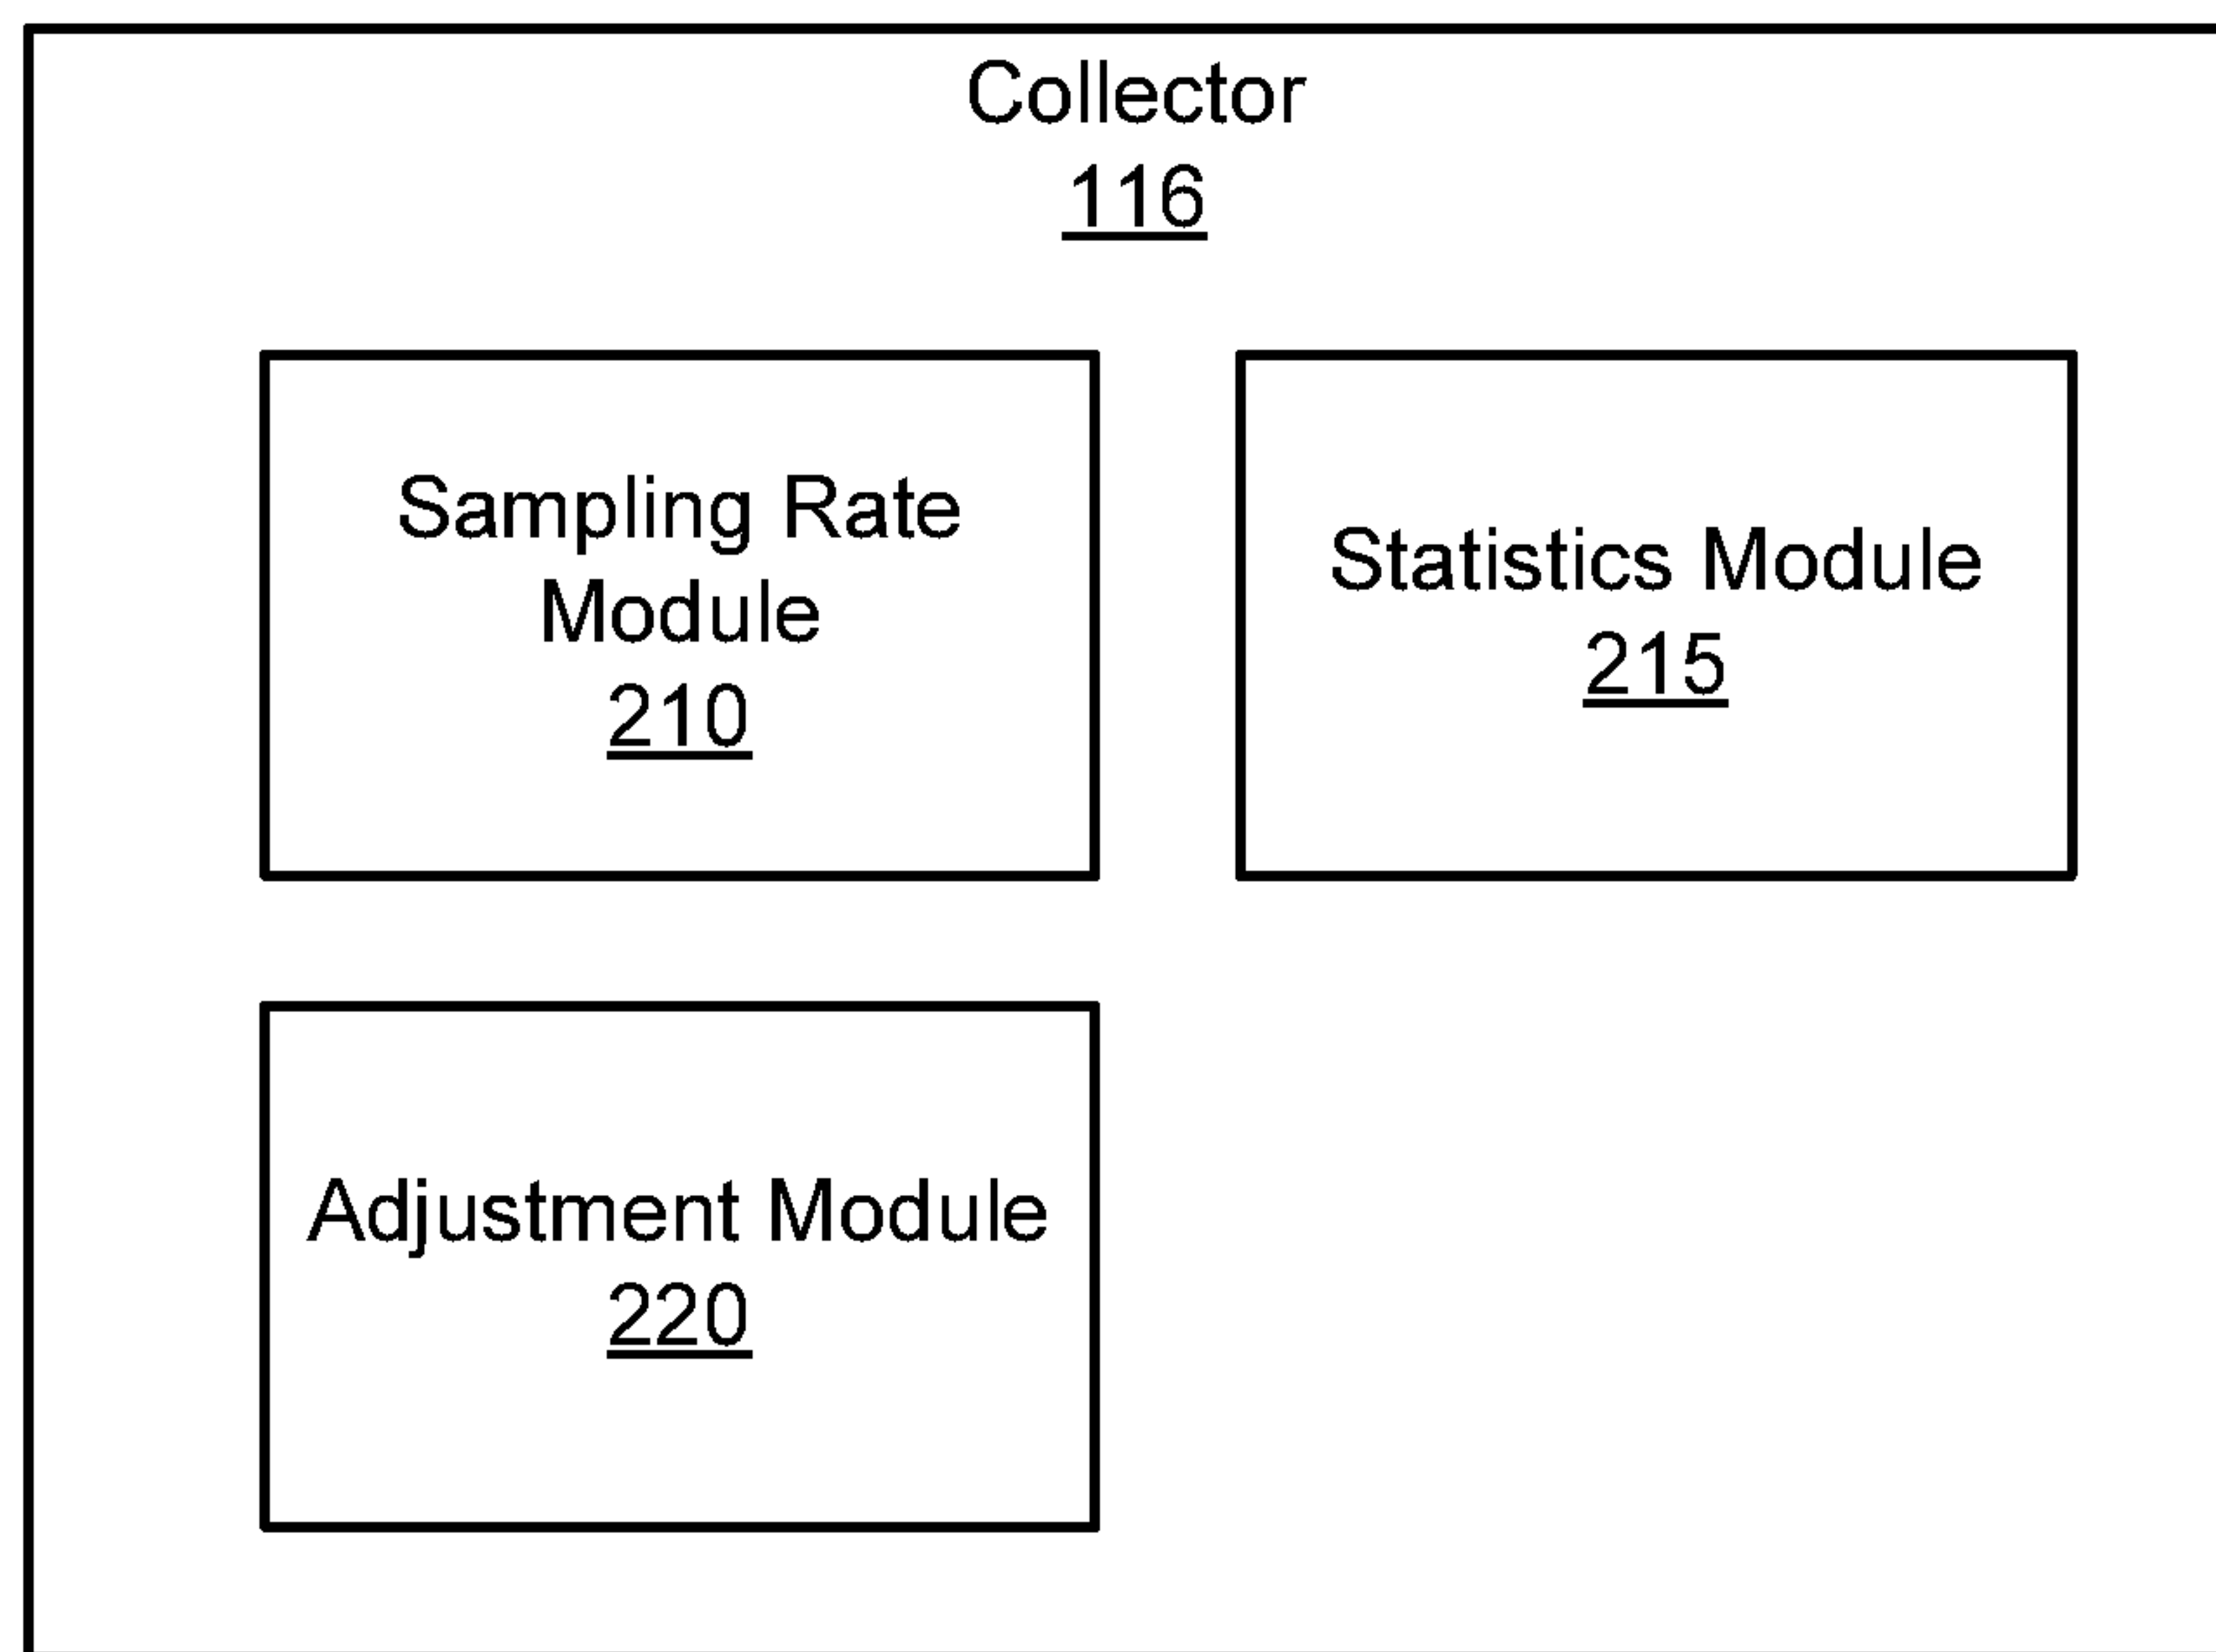 Collector
116
Sampling Rate
Module
210
Statistics Module
215
Adjustment Module
220